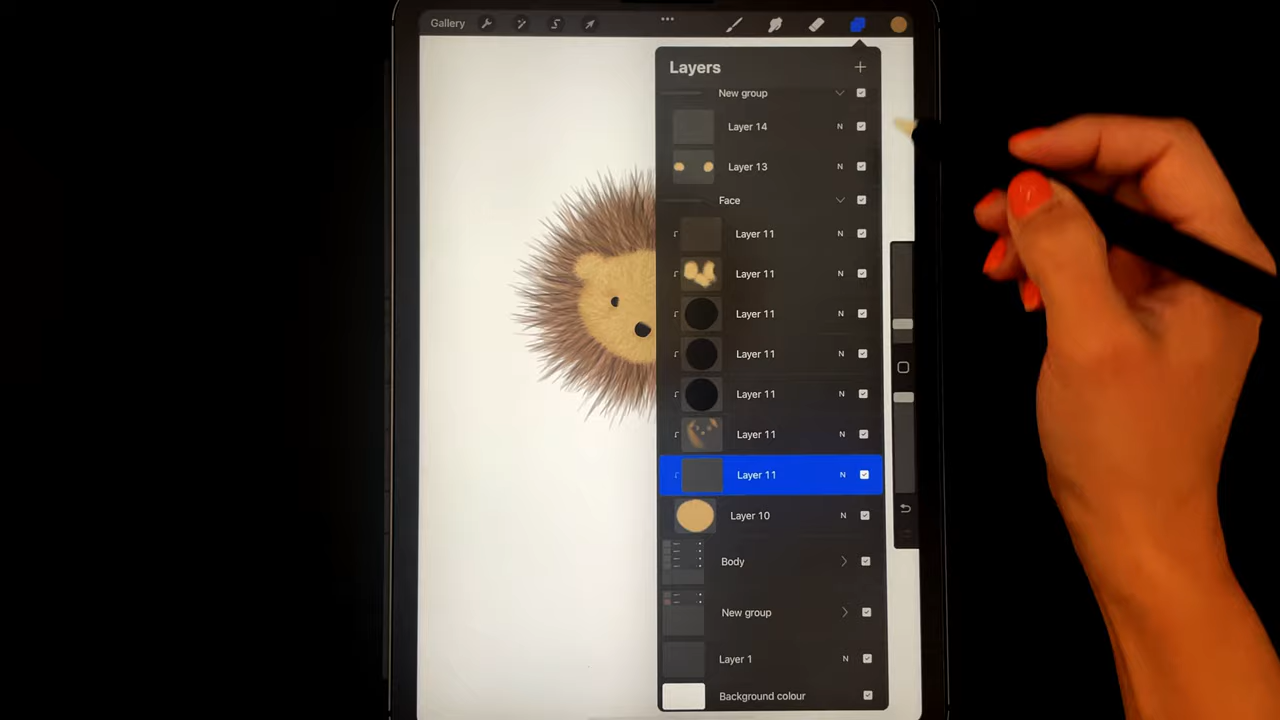 Gallery
Layers
New group
Layer 14 N
Layer 13 N
Face
Layer 11 N
Layer 11 N
Layer 11 N
Layer 11 N
Layer 11 N
Layer 11 N
Layer 11 N
Layer 10 N
Body
New group
Layer 1 N
Background colour